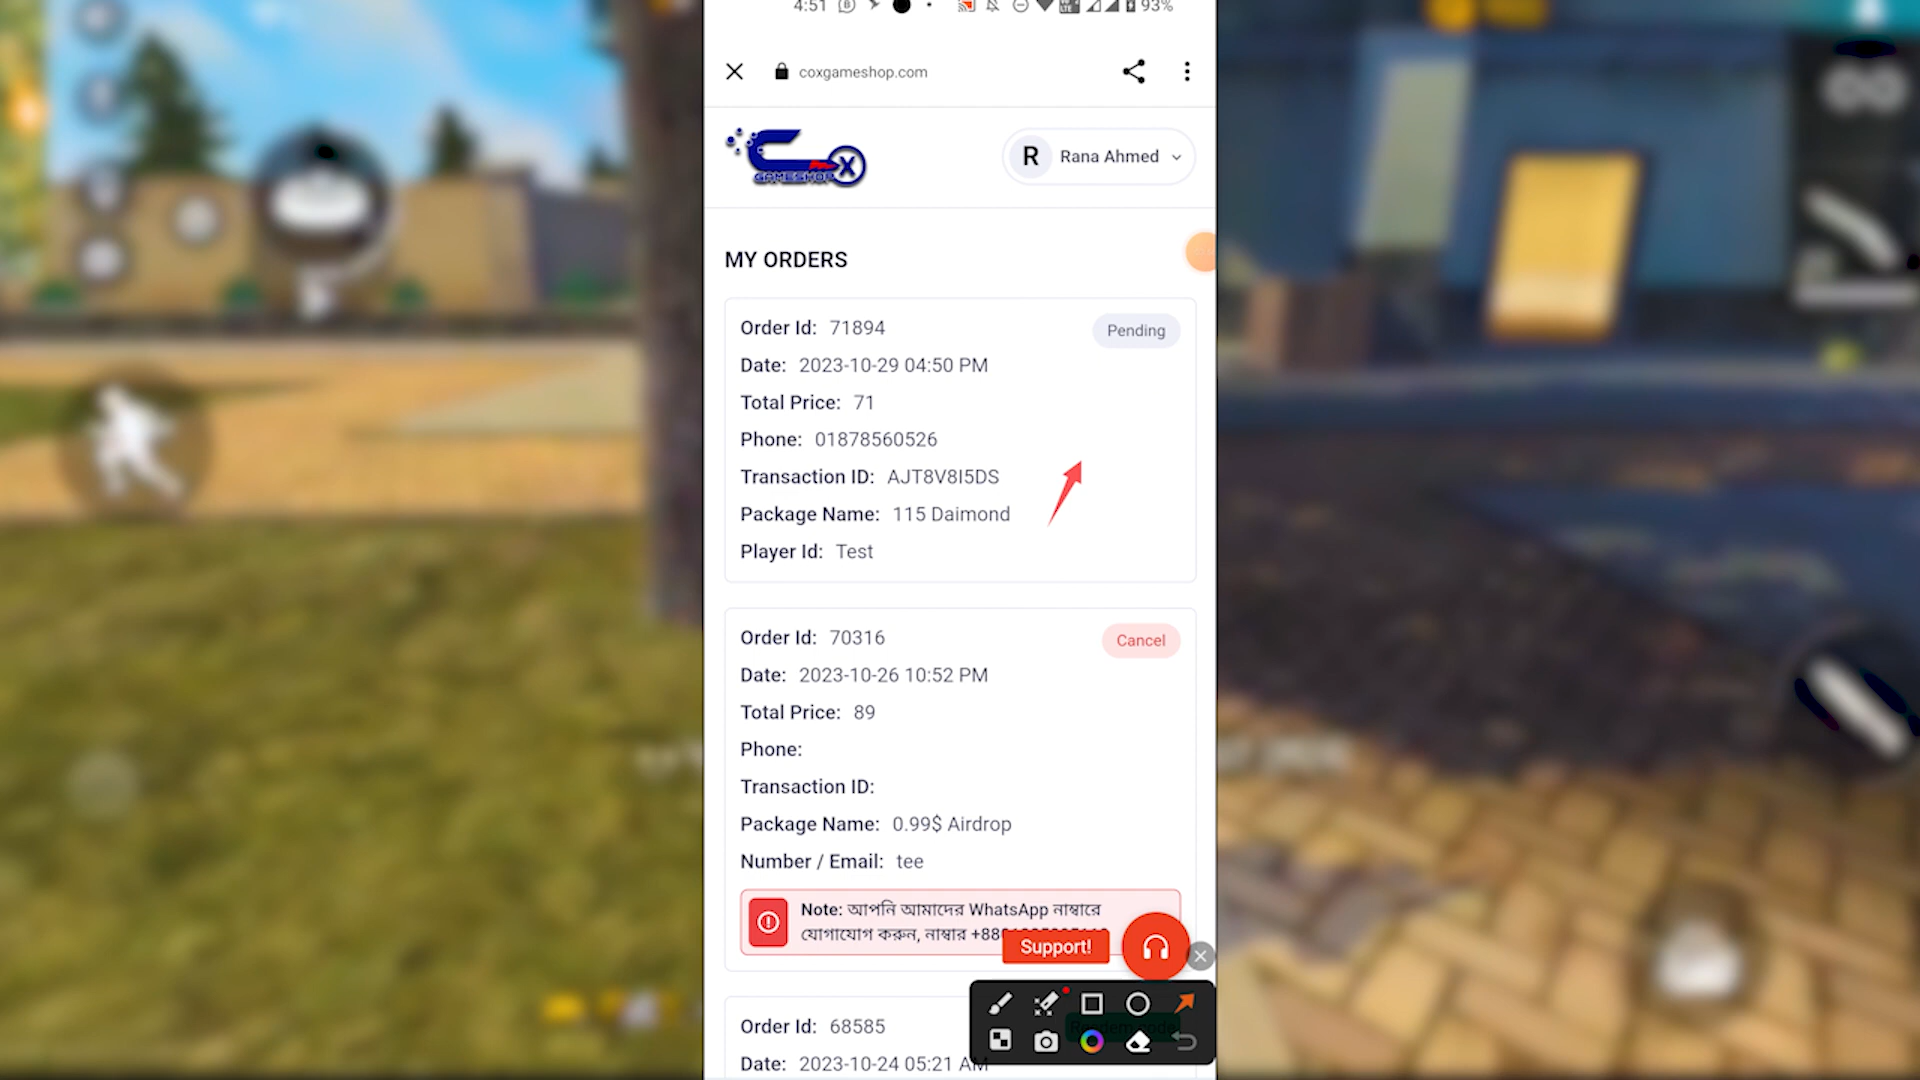 4:51
93%
coxgameshop.com
GAMESHOP X
R Rana Ahmed
MY ORDERS
Order Id: 71894
Pending
Date: 2023-10-29 04:50 PM
Total Price: 71
Phone: 01878560526
Transaction ID: AJT8V8I5DS
Package Name: 115 Daimond
Player Id: Test
Order Id: 70316
Cancel
Date: 2023-10-26 10:52 PM
Total Price: 89
Phone:
Transaction ID:
Package Name: 0.99$ Airdrop
Number / Email: tee
Note: আপনি আমাদের WhatsApp নাম্বারে
যোগাযোগ করুন, নাম্বার
Support!
Order Id: 68585
Date: 2023-10-24 05:21 AM